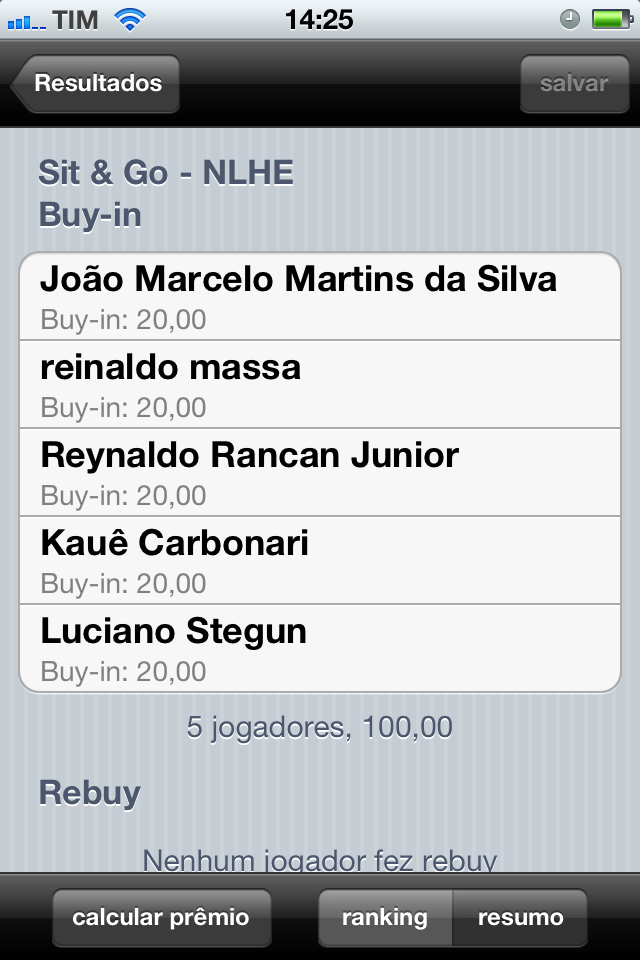 TIM 14:25
Resultados salvar
Sit & Go - NLHE
Buy-in
João Marcelo Martins da Silva
Buy-in: 20,00
reinaldo massa
Buy-in: 20,00
Reynaldo Rancan Junior
Buy-in: 20,00
Kauê Carbonari
Buy-in: 20,00
Luciano Stegun
Buy-in: 20,00
5 jogadores, 100,00
Rebuy
Nenhum jogador fez rebuy
calcular prêmio ranking resumo